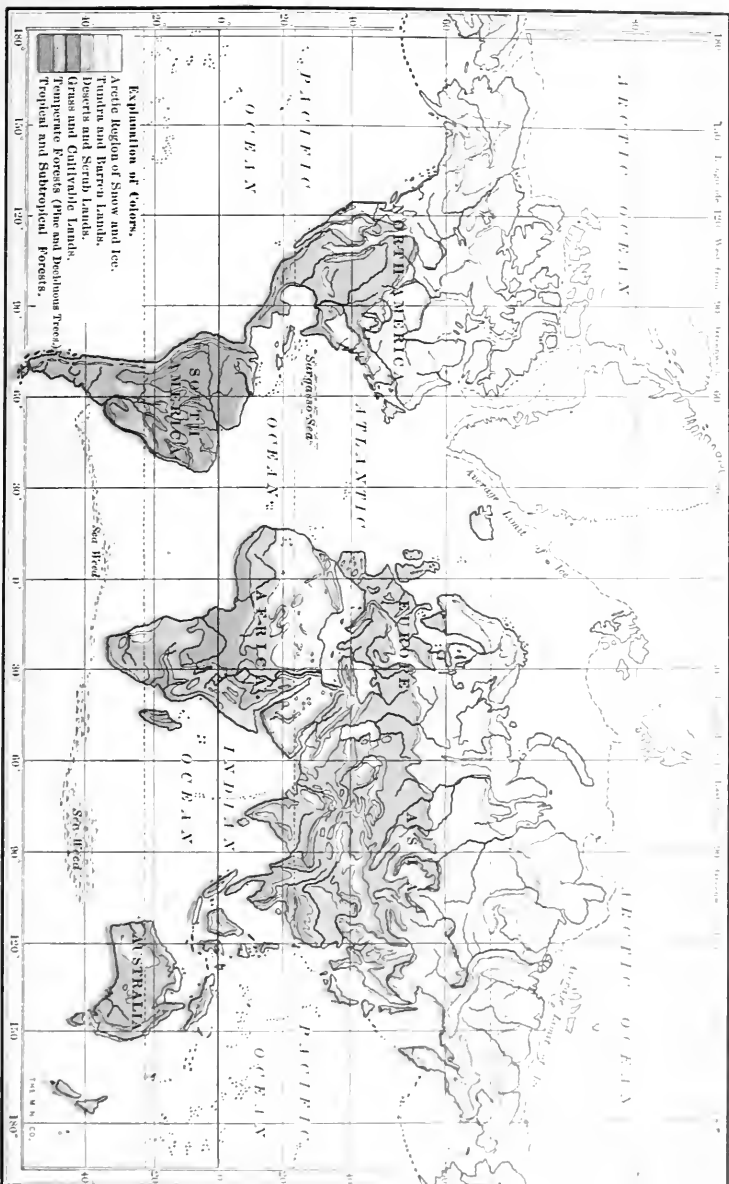 ARCTIC OCEAN
ARCTIC OCEAN
NORTH AMERICA
EUROPE
ASIA
Average Limit of Ice
PACIFIC
OCEAN
ATLANTIC
OCEAN
Sargasso Sea
PACIFIC
OCEAN
AFRICA
SOUTH
AMERICA
INDIAN
OCEAN
AUSTRALIA
Sea Weed
Sea Weed
Explanation of Colors.
Arctic Region of Snow and Ice.
Tundra and Barren Lands.
Deserts and Scrub Lands.
Grass and Cultivable Lands.
Temperate Forests (Pine and Deciduous Trees.)
Tropical and Subtropical Forests.
180° 150° 120° 90° 60° 30° 0° 30° 60° 90° 120° 150° 180°
THE M. N. CO.